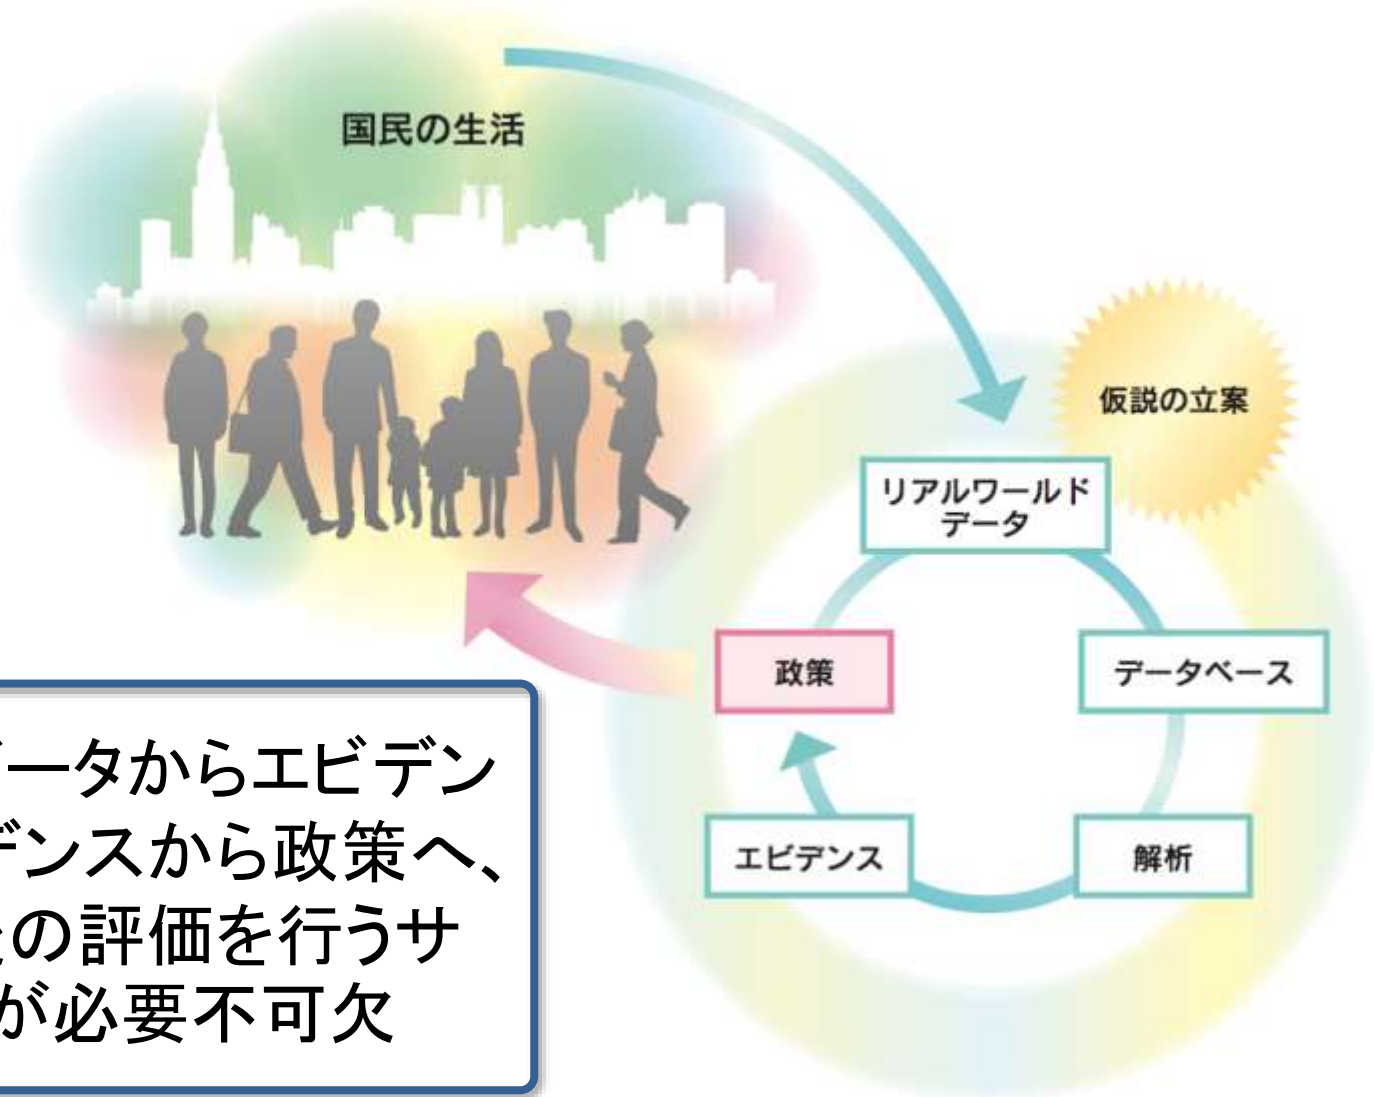 国民の生活
仮説の立案
リアルワールド
データ
政策
データベース
エビデンス
解析
ータからエビデン
デンスから政策へ、
の評価を行うサ
が必要不可欠